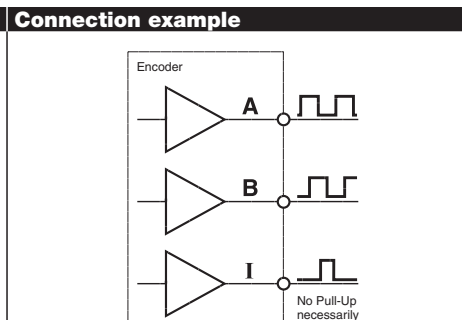 Connection example
Encoder
A
B
I
No Pull-Up
necessarily